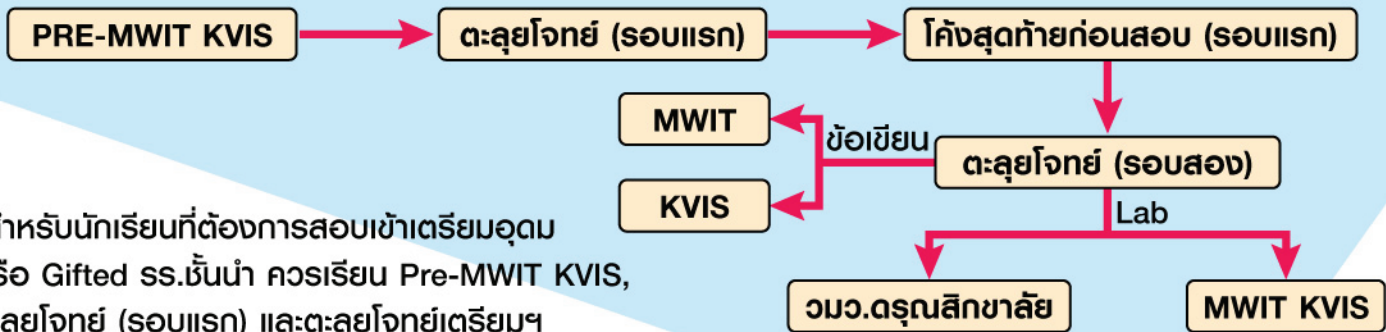 PRE-MWIT KVIS
ตะลุยโจทย์ (รอบแรก)
โค้งสุดท้ายก่อนสอบ (รอบแรก)
MWIT
ข้อเขียน
ตะลุยโจทย์ (รอบสอง)
KVIS
Lab
วมว.ดรุณสิกขาลัย
MWIT KVIS
นักเรียนที่ต้องการสอบเข้าเตรียมอุดม
Gifted รร.ชั้นนำ ควรเรียน Pre-MWIT KVIS,
โจทย์ (รอบแรก) และตะลุยโจทย์เตรียมฯ